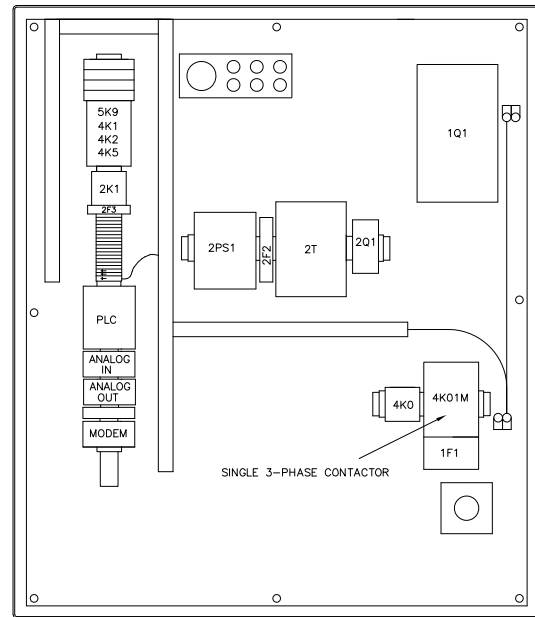 5K9
4K1
4K2
4K5
1Q1
2K1
2F3
2PS1
2F2
2T
2Q1
PLC
ANALOG
IN
ANALOG
OUT
MODEM
4K0
4K01M
1F1
SINGLE 3-PHASE CONTACTOR